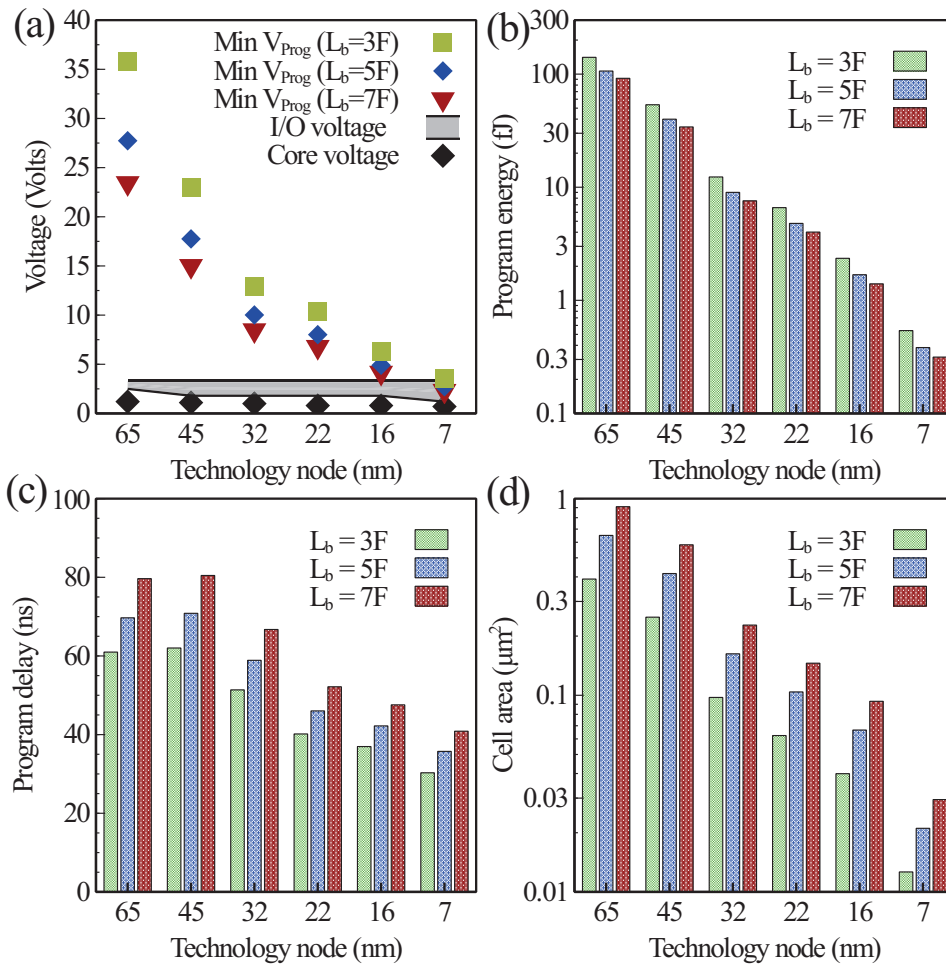 (a)
40
35
30
25
20
15
10
5
0
Voltage (Volts)
Min V_Prog (L_b=3F)
Min V_Prog (L_b=5F)
Min V_Prog (L_b=7F)
I/O voltage
Core voltage
65 45 32 22 16 7
Technology node (nm)
(b)
300
100
30
10
3
1
0.3
0.1
Program energy (fJ)
L_b = 3F
L_b = 5F
L_b = 7F
65 45 32 22 16 7
Technology node (nm)
(c)
100
80
60
40
20
0
Program delay (ns)
L_b = 3F
L_b = 5F
L_b = 7F
65 45 32 22 16 7
Technology node (nm)
(d)
1
0.3
0.1
0.03
0.01
Cell area (μm²)
L_b = 3F
L_b = 5F
L_b = 7F
65 45 32 22 16 7
Technology node (nm)